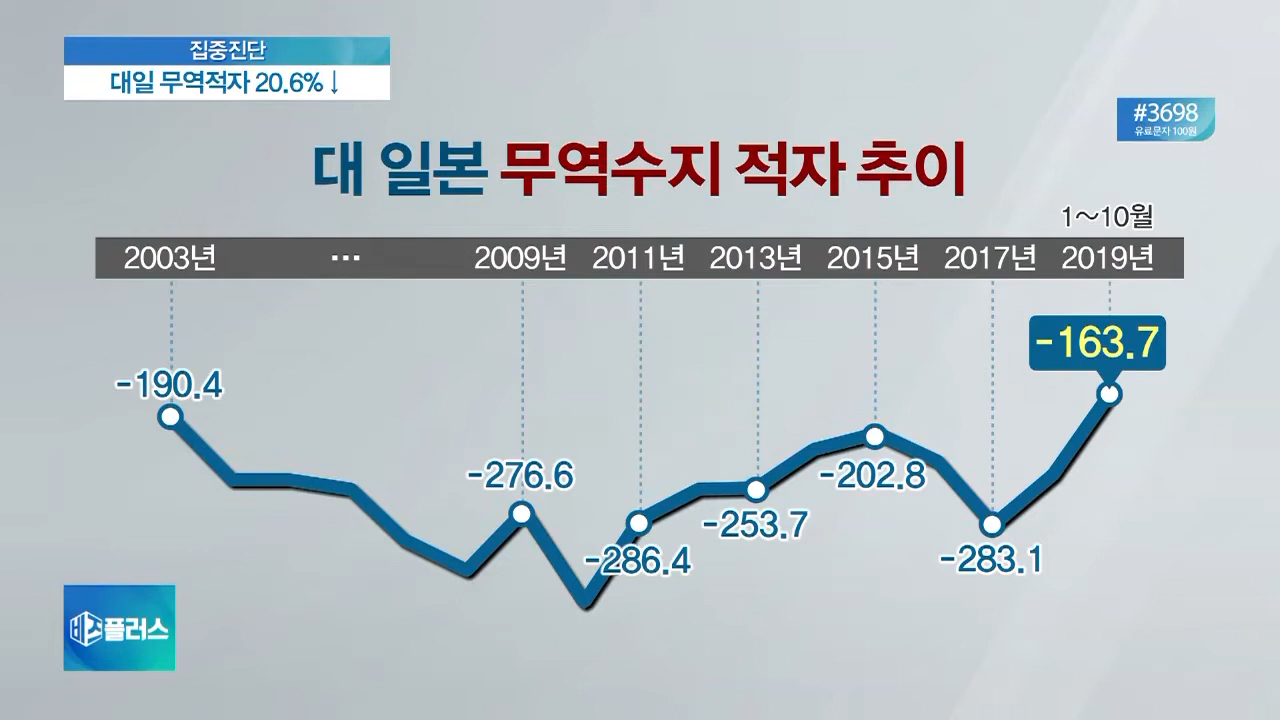 집중진단
대일 무역적자 20.6%↓
#3698
유료문자 100원
대 일본 무역수지 적자 추이
1～10월
2003년 ... 2009년 2011년 2013년 2015년 2017년 2019년
-163.7
-190.4
-276.6
-202.8
-253.7
-286.4
-283.1
비즈플러스